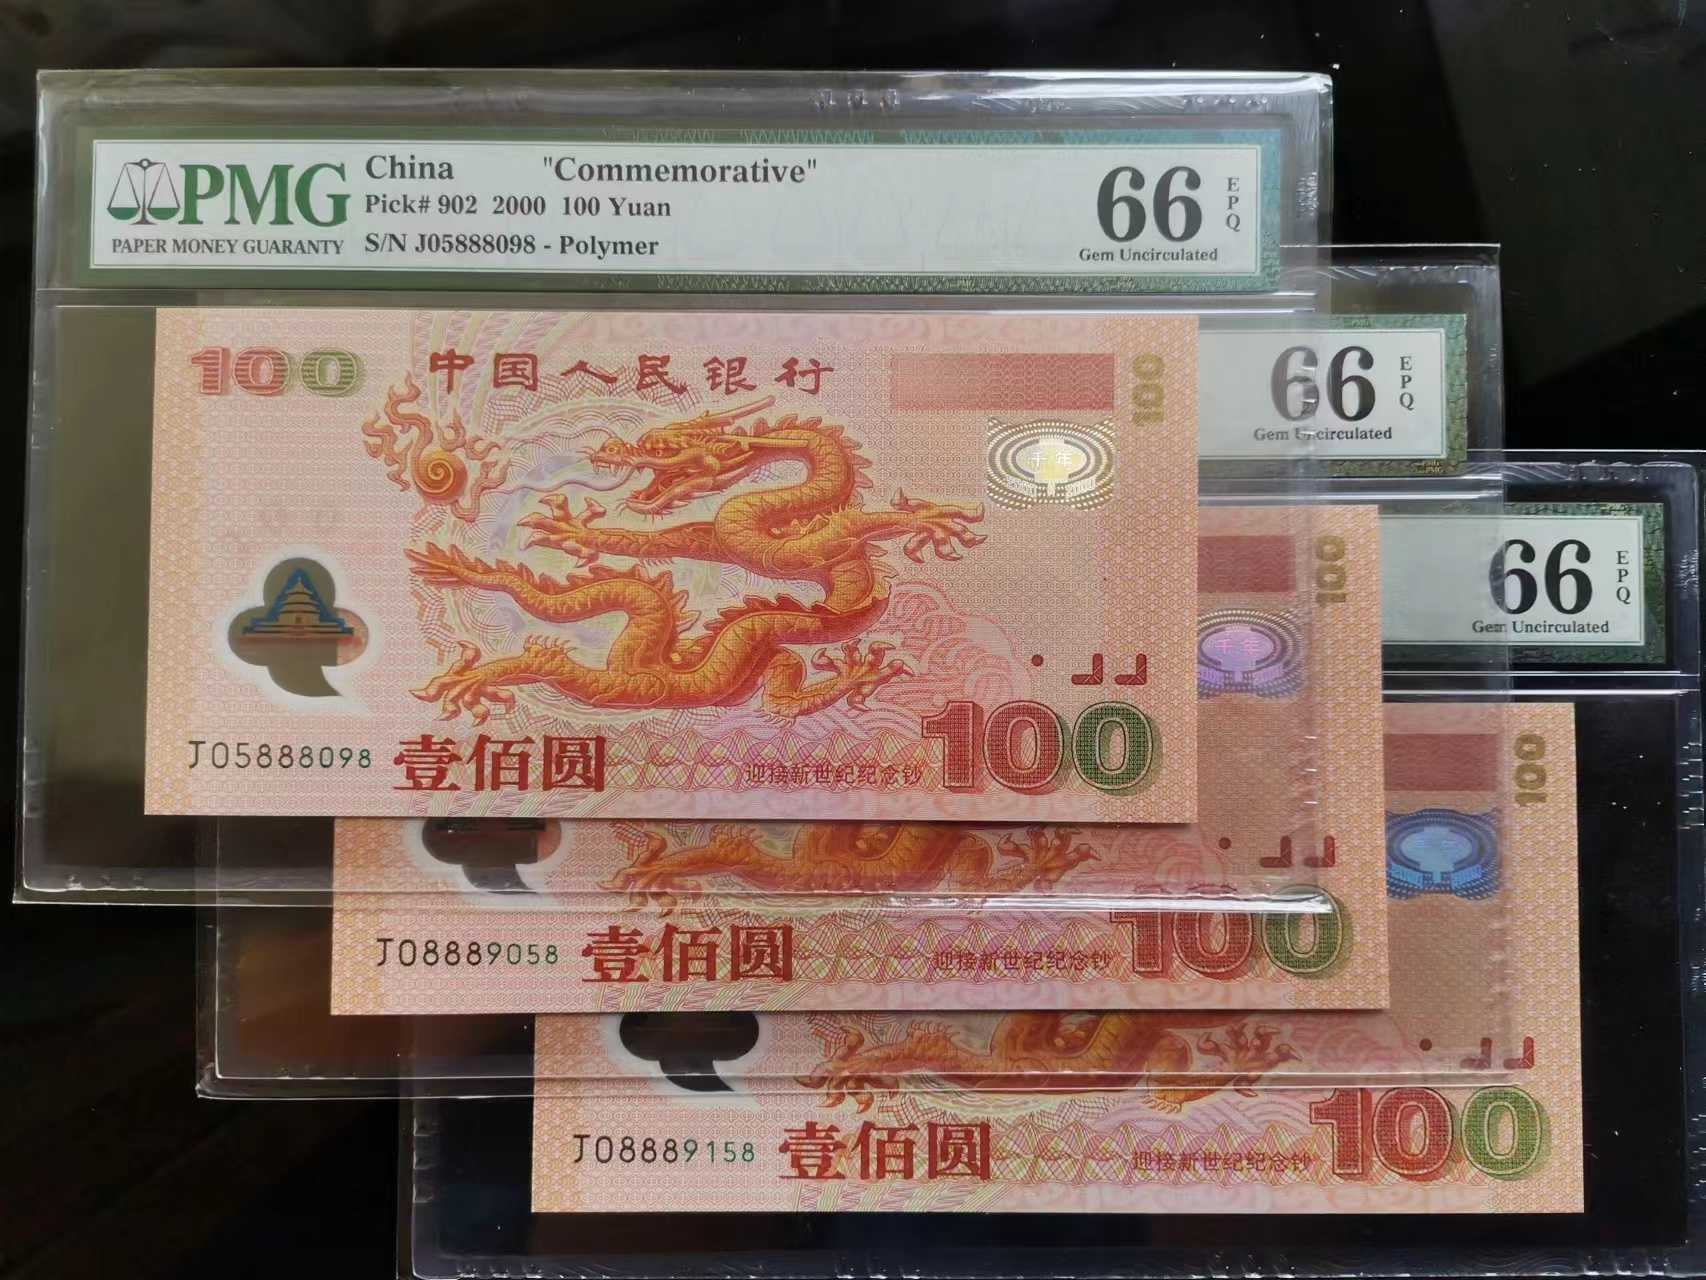 PMG
PAPER MONEY GUARANTY
China "Commemorative"
Pick# 902 2000 100 Yuan
S/N J05888098 - Polymer
66
EPQ
Gem Uncirculated
100
中国人民银行
100
千年
J05888098
壹佰圆
迎接新世纪纪念钞
100
66
EPQ
Gem Uncirculated
100
千年
J08889058
壹佰圆
迎接新世纪纪念钞
100
66
EPQ
Gem Uncirculated
100
J08889158
壹佰圆
迎接新世纪纪念钞
100